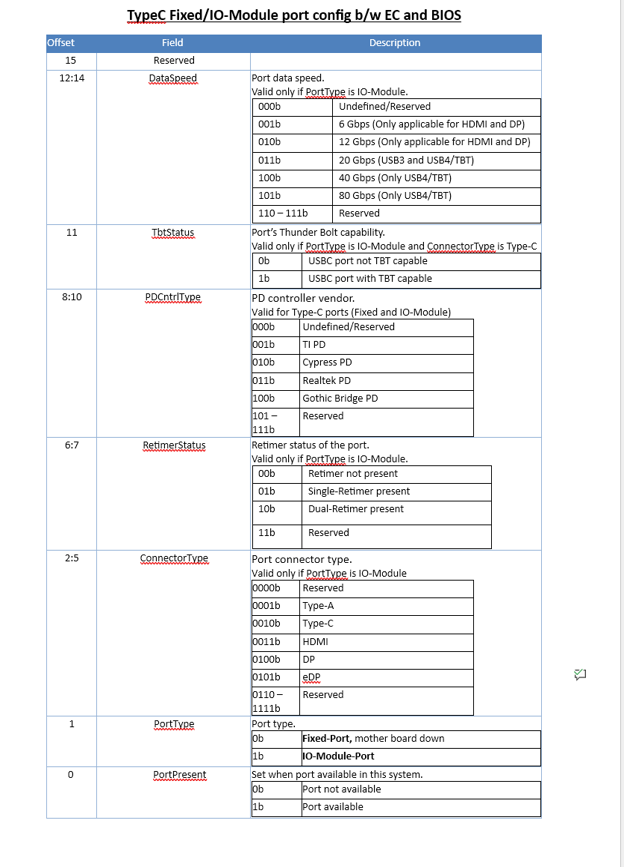 TypeC Fixed/IO-Module port config b/w EC and BIOS
Offset Field Description
15 Reserved
12:14 DataSpeed Port data speed.
Valid only if PortType is IO-Module.
000b Undefined/Reserved
001b 6 Gbps (Only applicable for HDMI and DP)
010b 12 Gbps (Only applicable for HDMI and DP)
011b 20 Gbps (USB3 and USB4/TBT)
100b 40 Gbps (Only USB4/TBT)
101b 80 Gbps (Only USB4/TBT)
110 – 111b Reserved
11 TbtStatus Port's Thunder Bolt capability.
Valid only if PortType is IO-Module and ConnectorType is Type-C
0b USBC port not TBT capable
1b USBC port with TBT capable
8:10 PDCntrlType PD controller vendor.
Valid for Type-C ports (Fixed and IO-Module)
000b Undefined/Reserved
001b TI PD
010b Cypress PD
011b Realtek PD
100b Gothic Bridge PD
101 – Reserved
111b
6:7 RetimerStatus Retimer status of the port.
Valid only if PortType is IO-Module.
00b Retimer not present
01b Single-Retimer present
10b Dual-Retimer present
11b Reserved
2:5 ConnectorType Port connector type.
Valid only if PortType is IO-Module
0000b Reserved
0001b Type-A
0010b Type-C
0011b HDMI
0100b DP
0101b eDP
0110 – Reserved
1111b
1 PortType Port type.
0b Fixed-Port, mother board down
1b IO-Module-Port
0 PortPresent Set when port available in this system.
0b Port not available
1b Port available